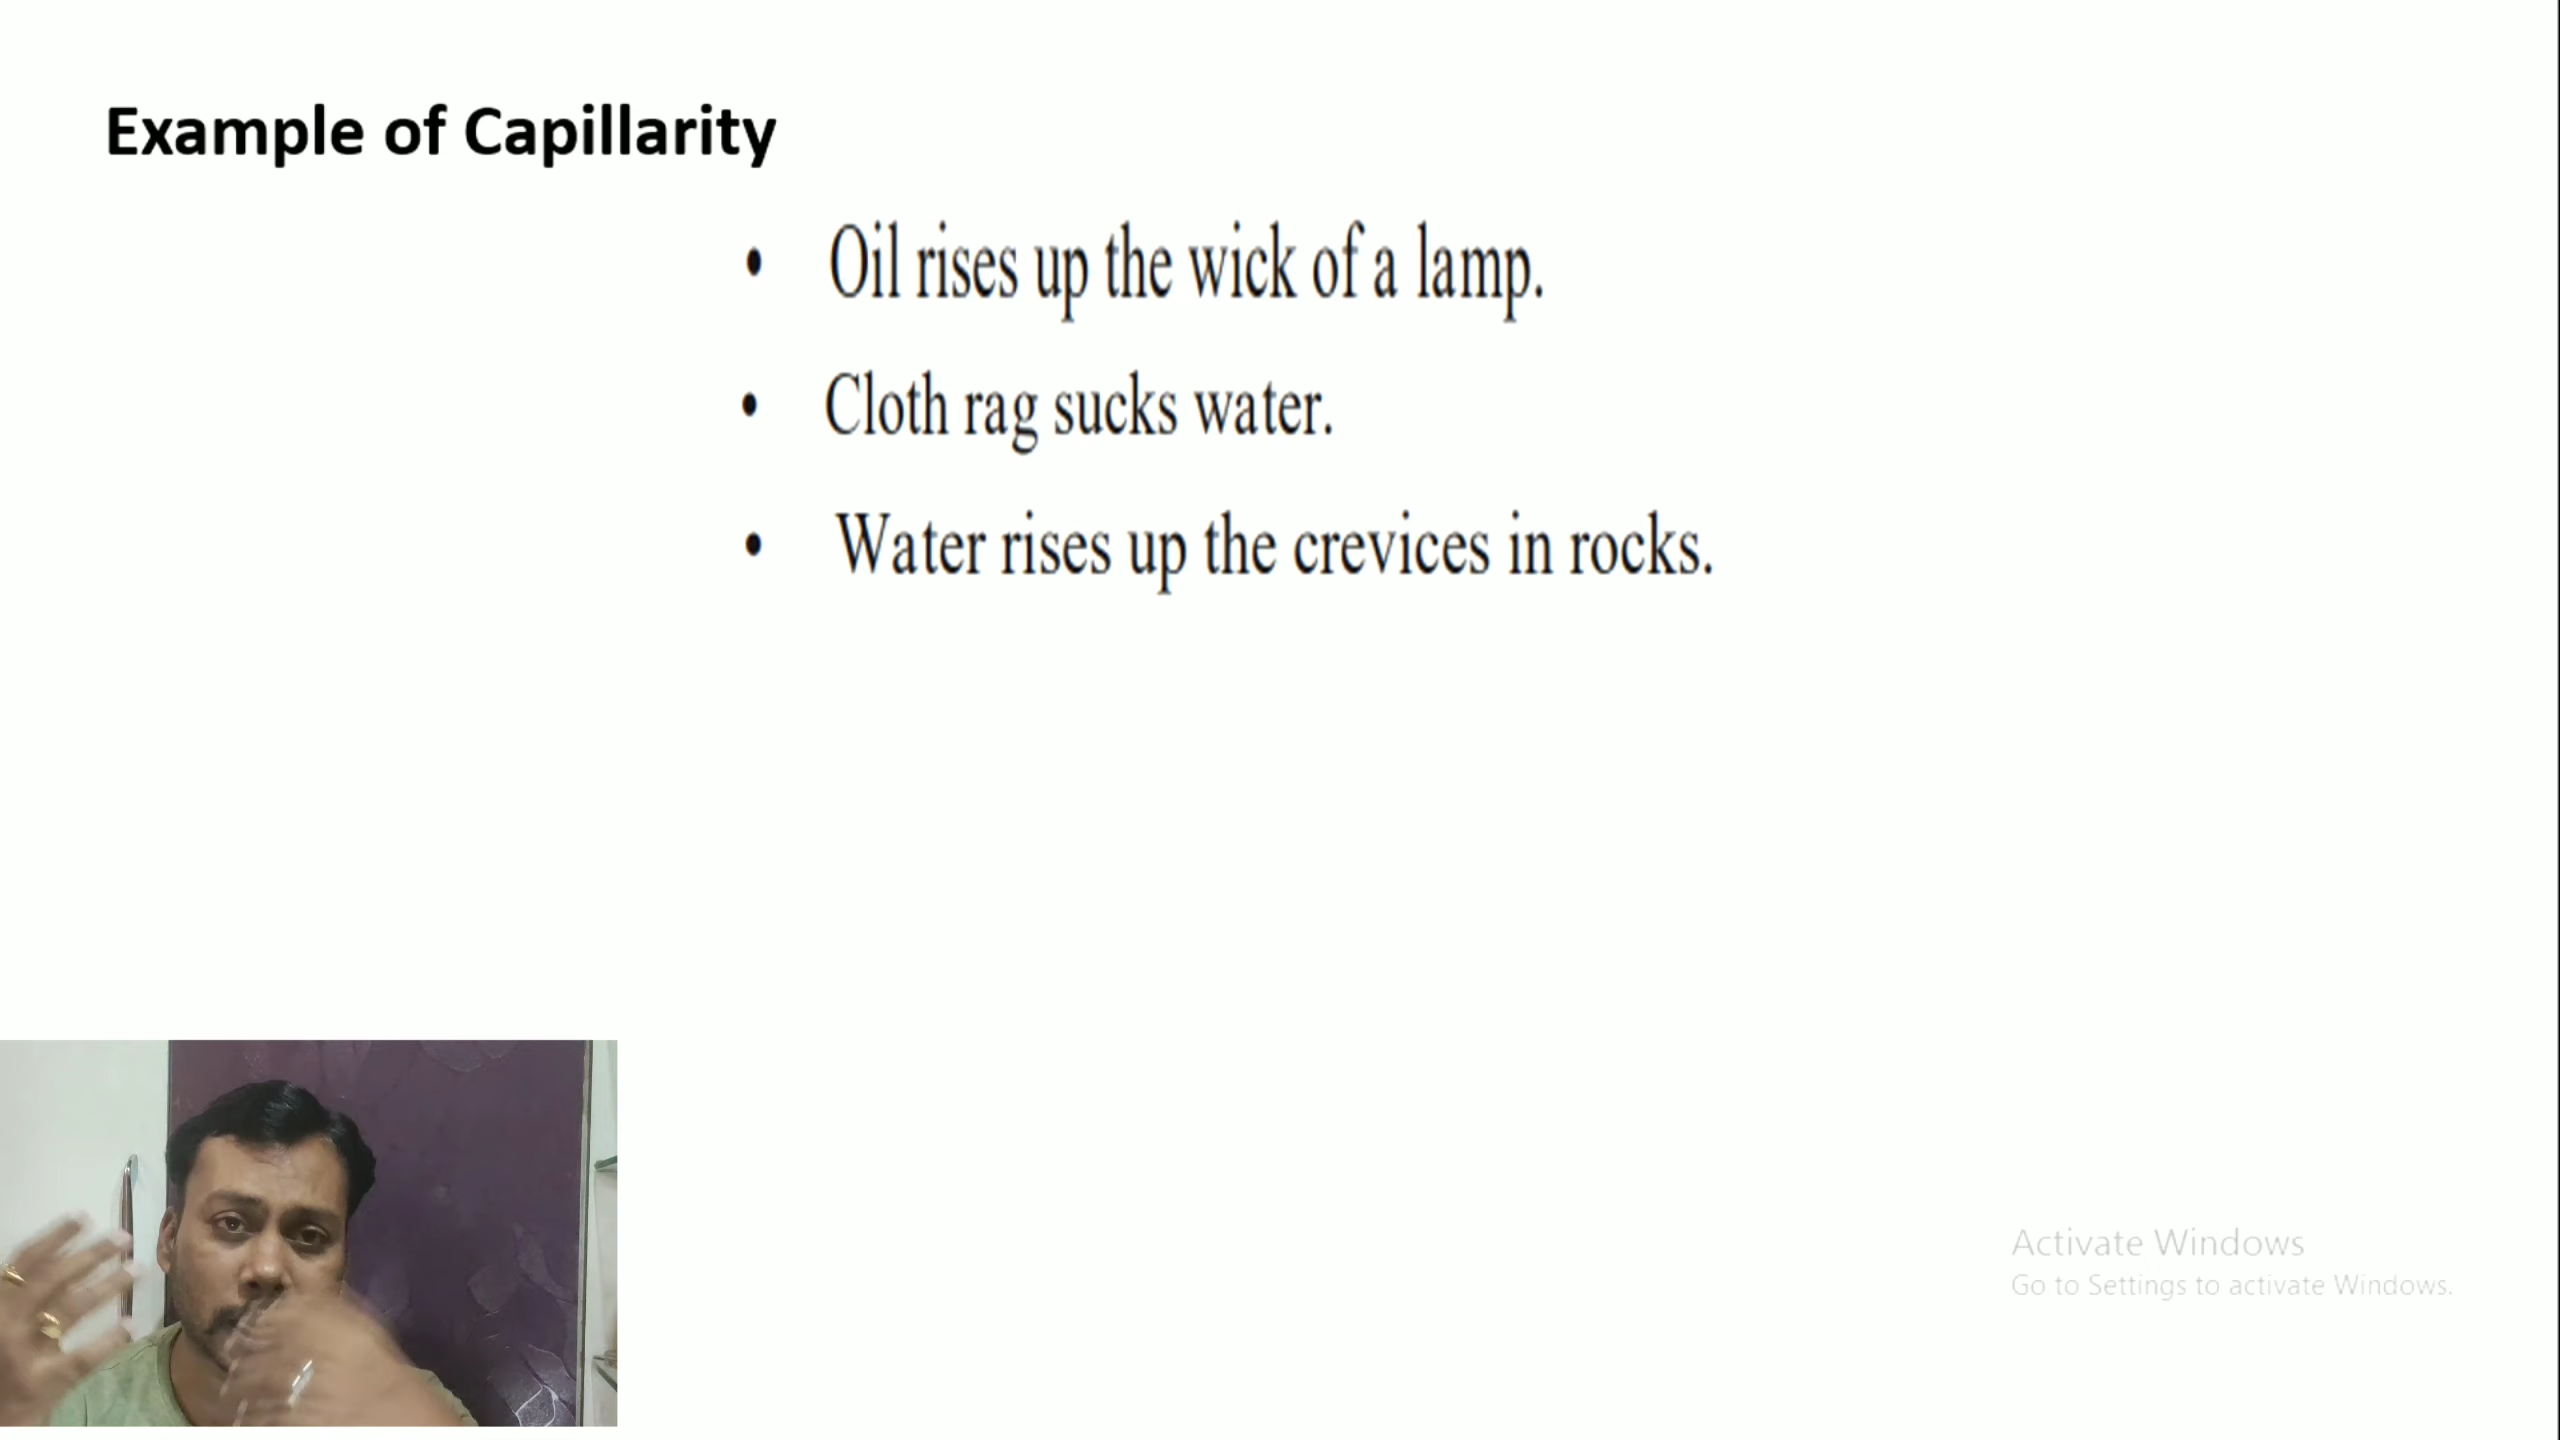 Example of Capillarity
• Oil rises up the wick of a lamp.
• Cloth rag sucks water.
• Water rises up the crevices in rocks.
Activate Windows
Go to Settings to activate Windows.